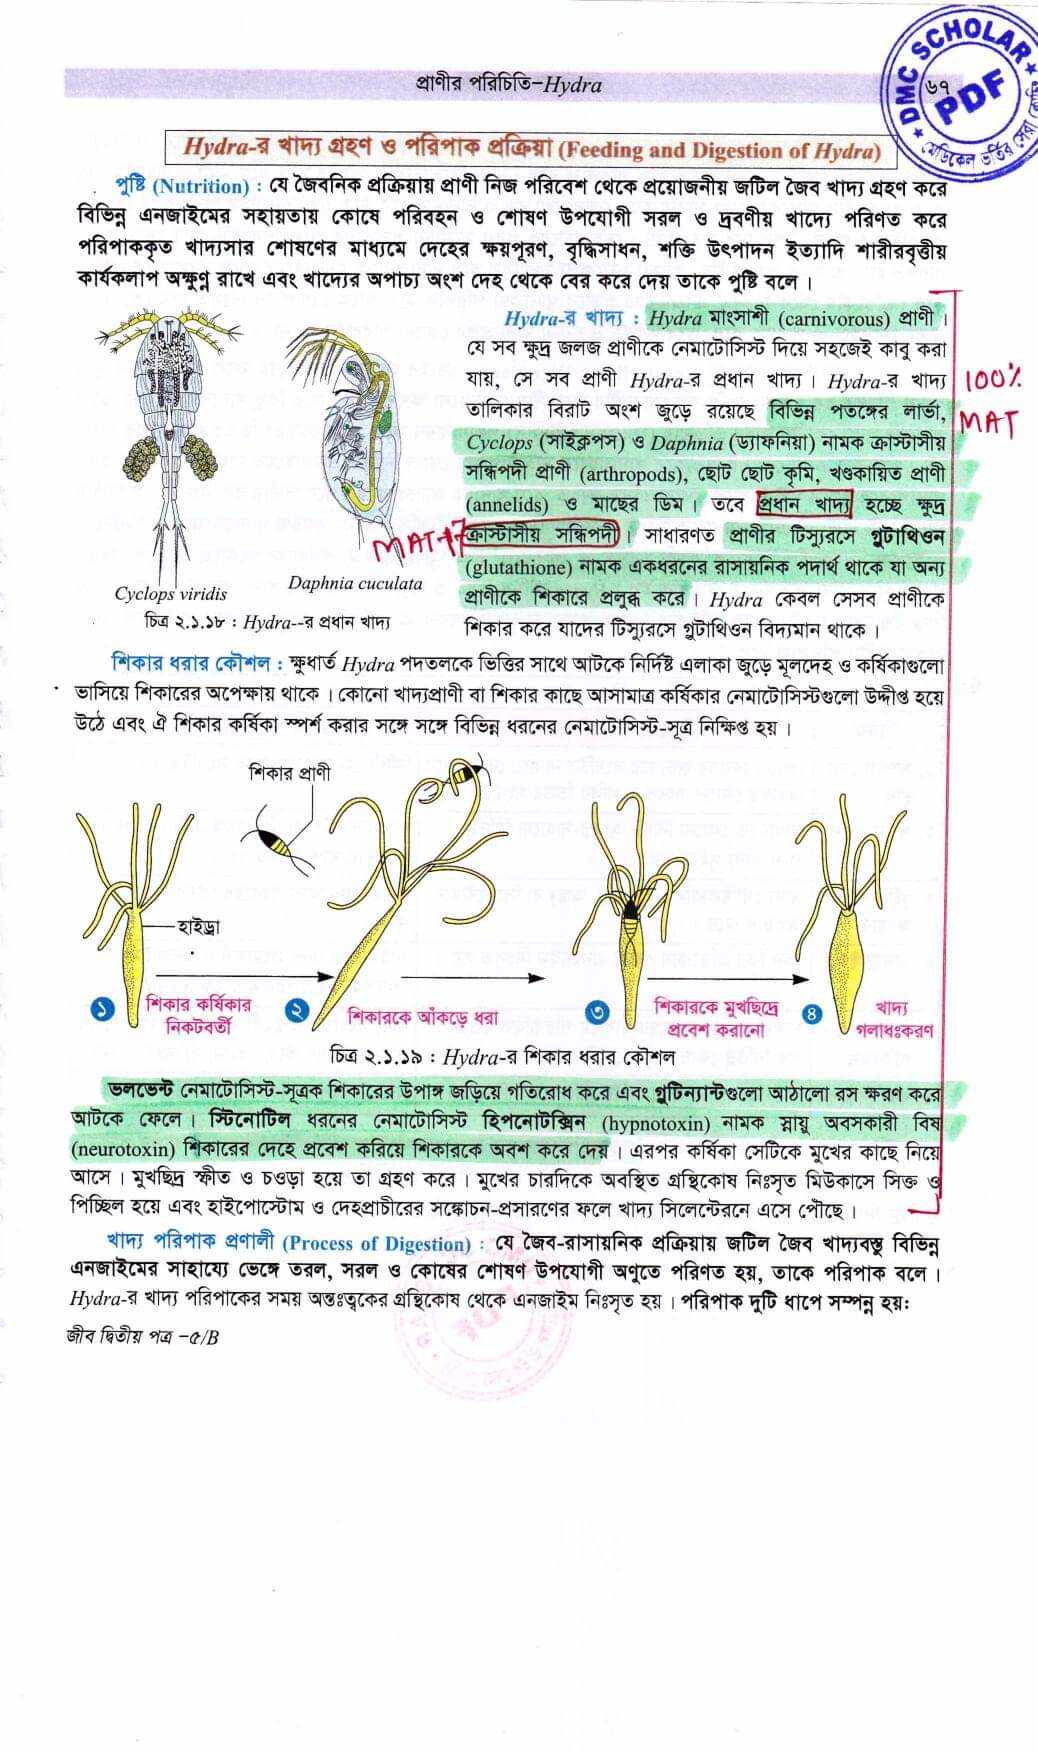 প্রাণীর পরিচিতি–Hydra
৬৭
DMC SCHOLAR
PDF
Hydra-র খাদ্য গ্রহণ ও পরিপাক প্রক্রিয়া (Feeding and Digestion of Hydra)
পুষ্টি (Nutrition) : যে জৈবনিক প্রক্রিয়ায় প্রাণী নিজ পরিবেশ থেকে প্রয়োজনীয় জটিল জৈব খাদ্য গ্রহণ করে
বিভিন্ন এনজাইমের সহায়তায় কোষে পরিবহন ও শোষণ উপযোগী সরল ও দ্রবণীয় খাদ্যে পরিণত করে
পরিপাককৃত খাদ্যসার শোষণের মাধ্যমে দেহের ক্ষয়পূরণ, বৃদ্ধিসাধন, শক্তি উৎপাদন ইত্যাদি শারীরবৃত্তীয়
কার্যকলাপ অক্ষুণ্ণ রাখে এবং খাদ্যের অপাচ্য অংশ দেহ থেকে বের করে দেয় তাকে পুষ্টি বলে।
Hydra-র খাদ্য : Hydra মাংসাশী (carnivorous) প্রাণী।
যে সব ক্ষুদ্র জলজ প্রাণীকে নেমাটোসিস্ট দিয়ে সহজেই কাবু করা
যায়, সে সব প্রাণী Hydra-র প্রধান খাদ্য। Hydra-র খাদ্য
তালিকার বিরাট অংশ জুড়ে রয়েছে বিভিন্ন পতঙ্গের লার্ভা,
Cyclops (সাইক্লপস) ও Daphnia (ড্যাফনিয়া) নামক ক্রাস্টাসীয়
সন্ধিপদী প্রাণী (arthropods), ছোট ছোট কৃমি, খণ্ডকায়িত প্রাণী
(annelids) ও মাছের ডিম। তবে প্রধান খাদ্য হচ্ছে ক্ষুদ্র
ক্রাস্টাসীয় সন্ধিপদী। সাধারণত প্রাণীর টিস্যুরসে গ্লুটাথিওন
(glutathione) নামক একধরনের রাসায়নিক পদার্থ থাকে যা অন্য
প্রাণীকে শিকারে প্রলুব্ধ করে। Hydra কেবল সেসব প্রাণীকে
শিকার করে যাদের টিস্যুরসে গ্লুটাথিওন বিদ্যমান থাকে।
100%
MAT
MAT-17
Cyclops viridis
Daphnia cuculata
চিত্র ২.১.১৮ : Hydra--র প্রধান খাদ্য
শিকার ধরার কৌশল : ক্ষুধার্ত Hydra পদতলকে ভিত্তির সাথে আটকে নির্দিষ্ট এলাকা জুড়ে মূলদেহ ও কর্ষিকাগুলো
ভাসিয়ে শিকারের অপেক্ষায় থাকে। কোনো খাদ্যপ্রাণী বা শিকার কাছে আসামাত্র কর্ষিকার নেমাটোসিস্টগুলো উদ্দীপ্ত হয়ে
উঠে এবং ঐ শিকার কর্ষিকা স্পর্শ করার সঙ্গে সঙ্গে বিভিন্ন ধরনের নেমাটোসিস্ট-সূত্র নিক্ষিপ্ত হয়।
শিকার প্রাণী
হাইড্রা
১ শিকার কর্ষিকার
নিকটবর্তী
২ শিকারকে আঁকড়ে ধরা
৩ শিকারকে মুখছিদ্রে
প্রবেশ করানো
৪ খাদ্য
গলাধঃকরণ
চিত্র ২.১.১৯ : Hydra-র শিকার ধরার কৌশল
ভলভেন্ট নেমাটোসিস্ট-সূত্রক শিকারের উপাঙ্গ জড়িয়ে গতিরোধ করে এবং গ্লুটিন্যান্টগুলো আঠালো রস ক্ষরণ করে
আটকে ফেলে। স্টিনোটিল ধরনের নেমাটোসিস্ট হিপনোটক্সিন (hypnotoxin) নামক স্নায়ু অবসকারী বিষ
(neurotoxin) শিকারের দেহে প্রবেশ করিয়ে শিকারকে অবশ করে দেয়। এরপর কর্ষিকা সেটিকে মুখের কাছে নিয়ে
আসে। মুখছিদ্র স্ফীত ও চওড়া হয়ে তা গ্রহণ করে। মুখের চারদিকে অবস্থিত গ্রন্থিকোষ নিঃসৃত মিউকাসে সিক্ত ও
পিচ্ছিল হয়ে এবং হাইপোস্টোম ও দেহপ্রাচীরের সঙ্কোচন-প্রসারণের ফলে খাদ্য সিলেন্টেরনে এসে পৌঁছে।
খাদ্য পরিপাক প্রণালী (Process of Digestion) : যে জৈব-রাসায়নিক প্রক্রিয়ায় জটিল জৈব খাদ্যবস্তু বিভিন্ন
এনজাইমের সাহায্যে ভেঙ্গে তরল, সরল ও কোষের শোষণ উপযোগী অণুতে পরিণত হয়, তাকে পরিপাক বলে।
Hydra-র খাদ্য পরিপাকের সময় অন্তঃত্বকের গ্রন্থিকোষ থেকে এনজাইম নিঃসৃত হয়। পরিপাক দুটি ধাপে সম্পন্ন হয়ঃ
জীব দ্বিতীয় পত্র –৫/B